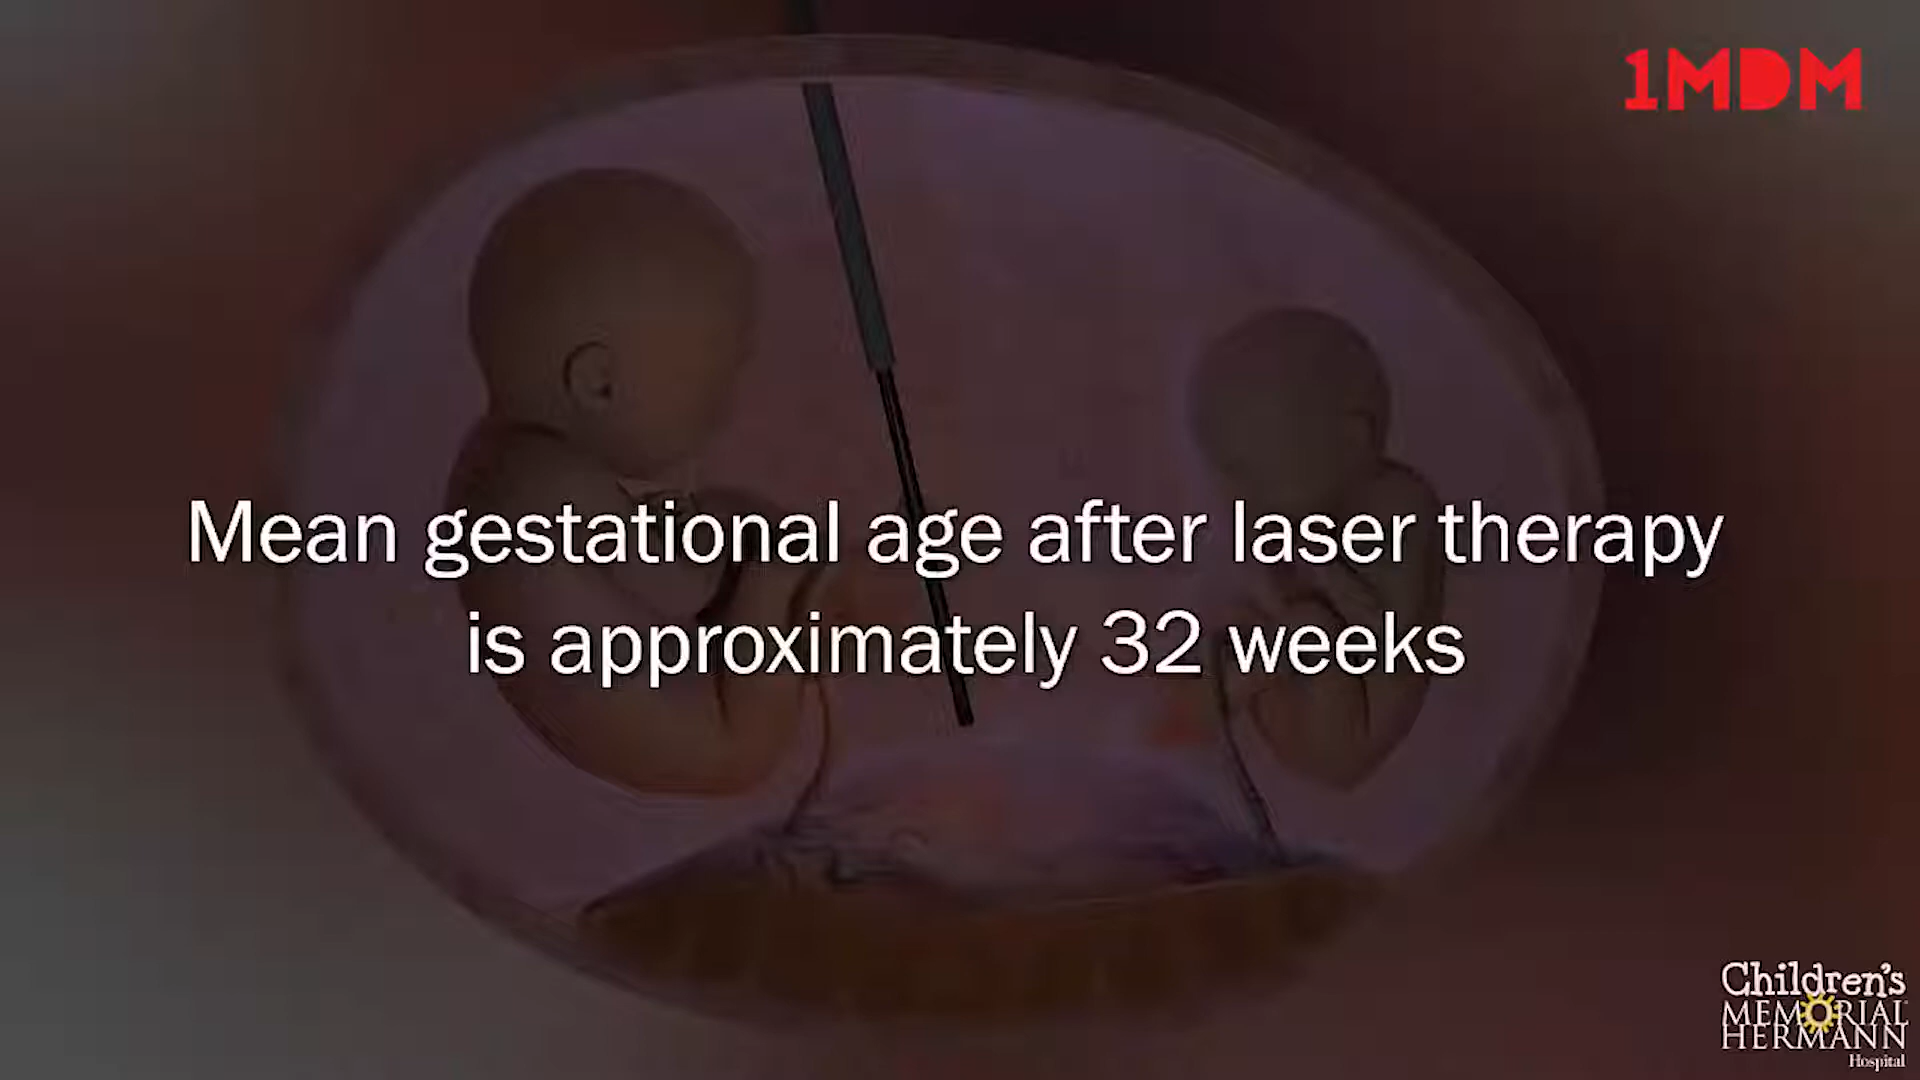 1MDM
Mean gestational age after laser therapy
is approximately 32 weeks
Children's
MEMORIAL
HERMANN
Hospital